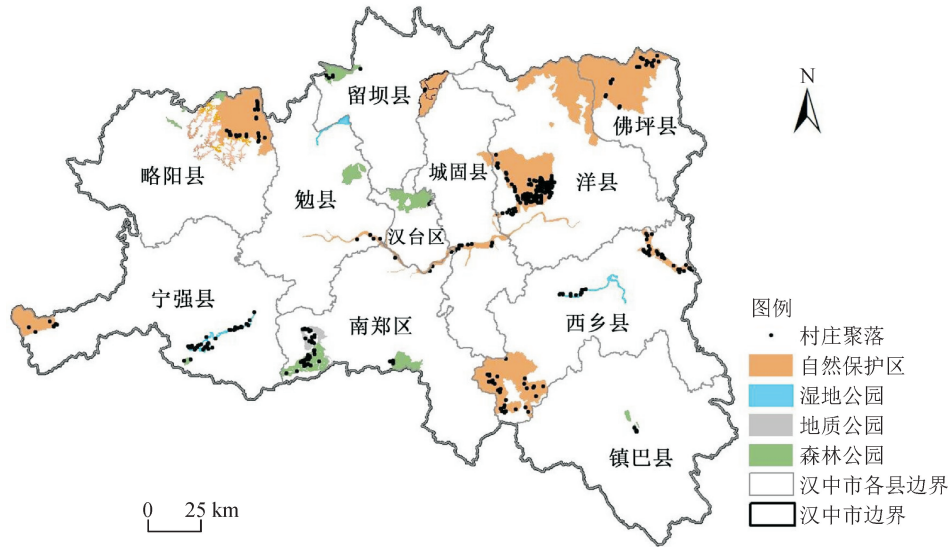 留坝县
N
佛坪县
略阳县
城固县
洋县
勉县
汉台区
宁强县
南郑区
西乡县
镇巴县
图例
村庄聚落
自然保护区
湿地公园
地质公园
森林公园
汉中市各县边界
汉中市边界
0 25 km